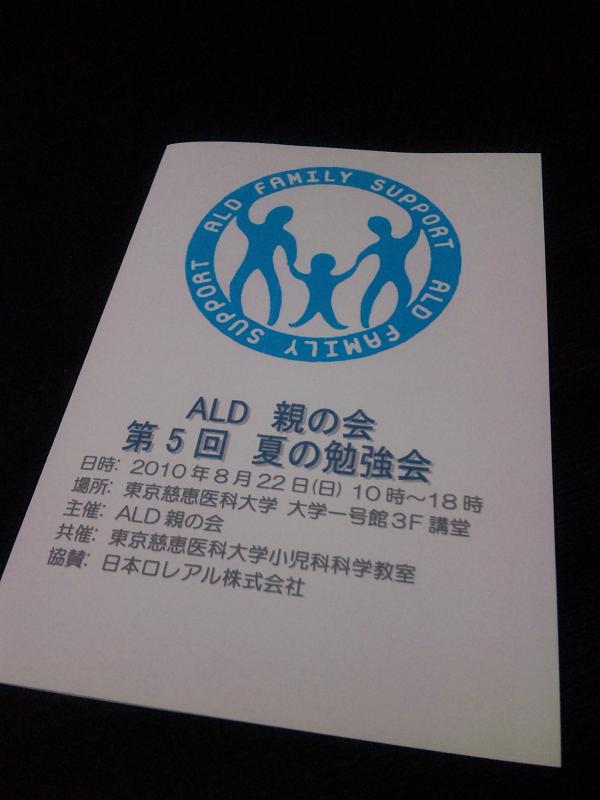 ALD FAMILY SUPPORT ALD FAMILY SUPPORT
ALD 親の会
第5回 夏の勉強会
日時: 2010年8月22日(日) 10時～18時
場所: 東京慈恵医科大学 大学一号館3F講堂
主催: ALD親の会
共催: 東京慈恵医科大学小児科科学教室
協賛: 日本ロレアル株式会社